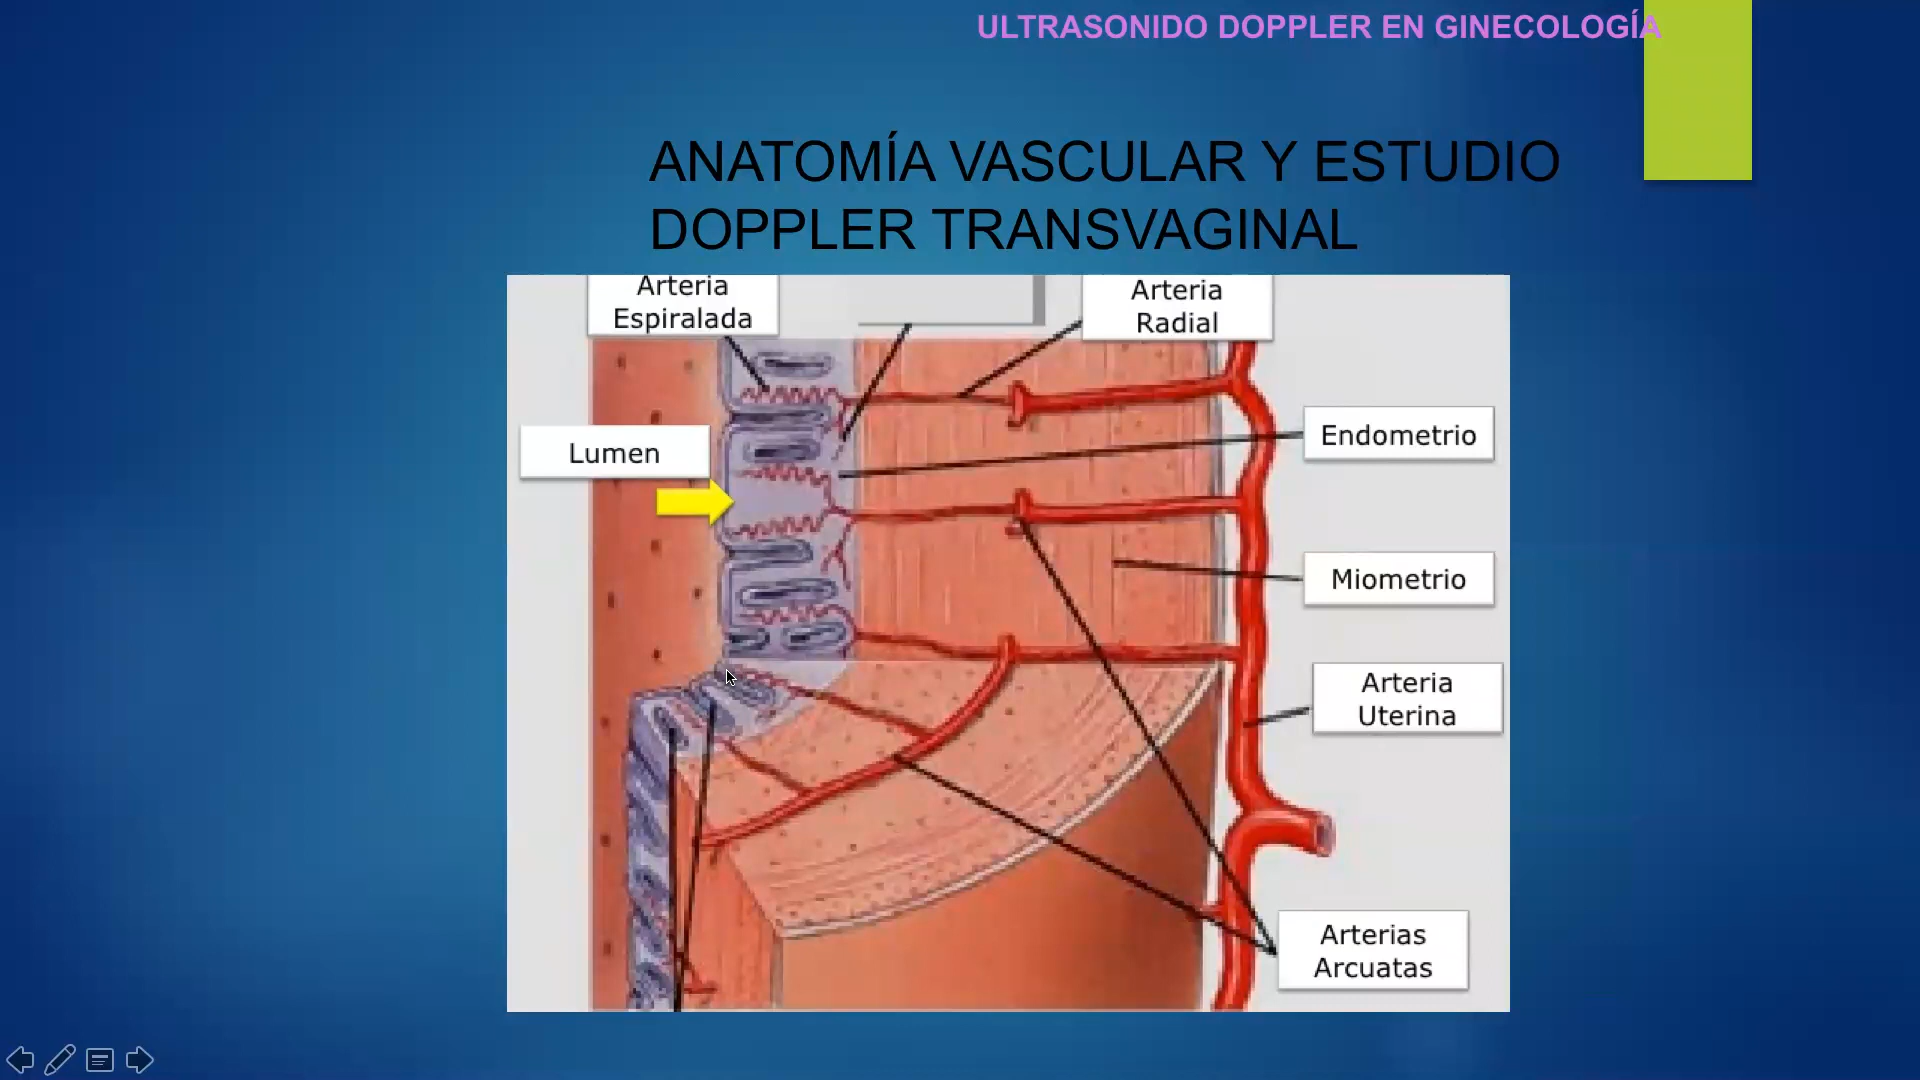 ULTRASONIDO DOPPLER EN GINECOLOGÍA
ANATOMÍA VASCULAR Y ESTUDIO
DOPPLER TRANSVAGINAL
Arteria
Espiralada
Arteria
Radial
Lumen
Endometrio
Miometrio
Arteria
Uterina
Arterias
Arcuatas